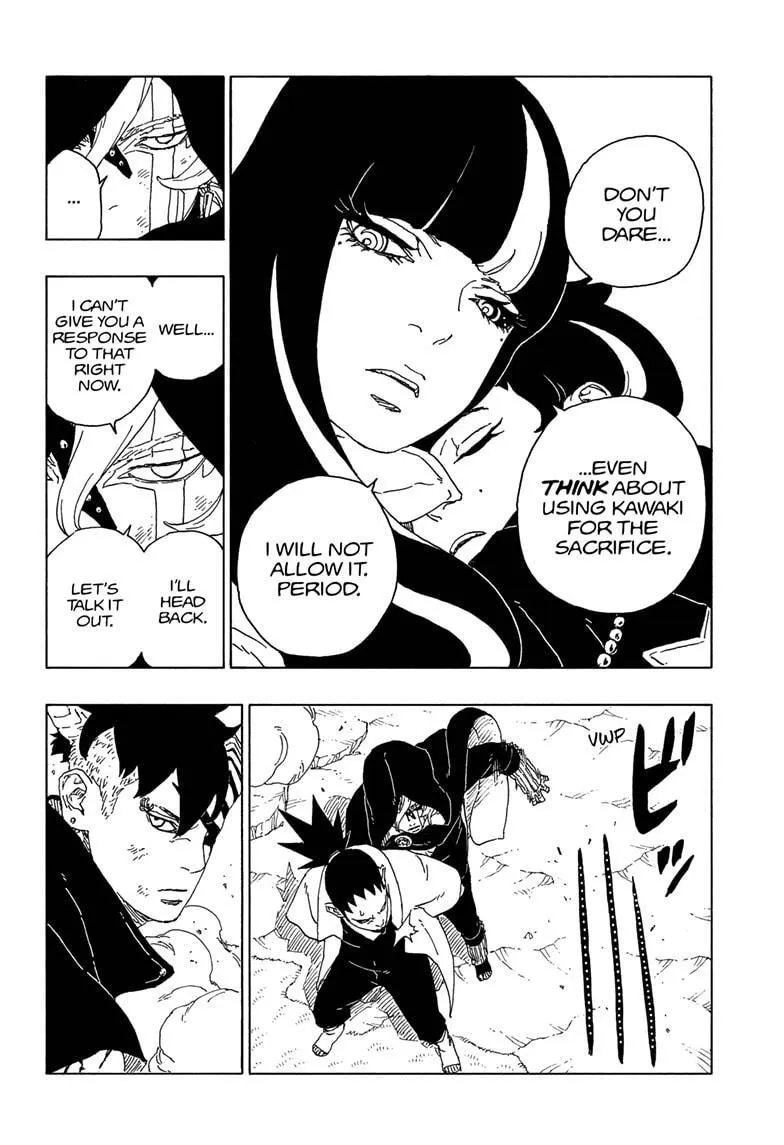 DON'T
YOU
DARE...
...EVEN
THINK ABOUT
USING KAWAKI
FOR THE
SACRIFICE.
I WILL NOT
ALLOW IT.
PERIOD.
...
WELL...
I CAN'T
GIVE YOU A
RESPONSE
TO THAT
RIGHT
NOW.
I'LL
HEAD
BACK.
LET'S
TALK IT
OUT.
VWP
ビッ